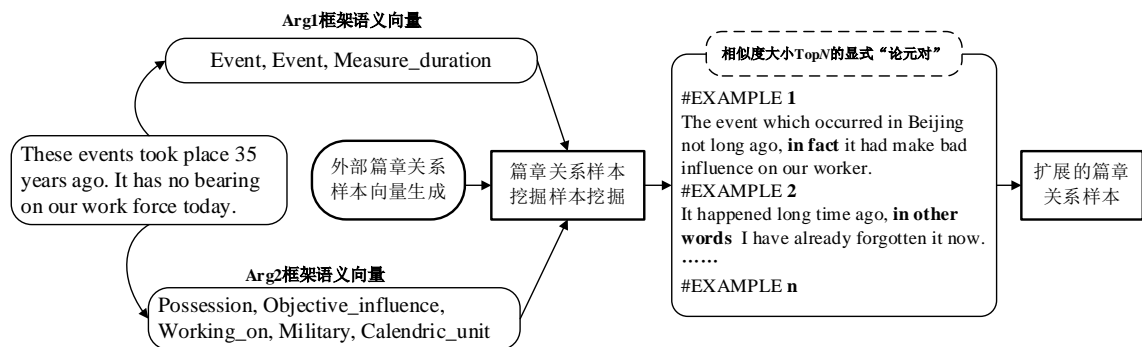 Arg1框架语义向量
Event, Event, Measure_duration
These events took place 35
years ago. It has no bearing
on our work force today.
Arg2框架语义向量
Possession, Objective_influence,
Working_on, Military, Calendric_unit
外部篇章关系
样本向量生成
篇章关系样本
挖掘样本挖掘
相似度大小TopN的显式“论元对”
#EXAMPLE 1
The event which occurred in Beijing
not long ago, in fact it had make bad
influence on our worker.
#EXAMPLE 2
It happened long time ago, in other
words I have already forgotten it now.
……
#EXAMPLE n
扩展的篇章
关系样本